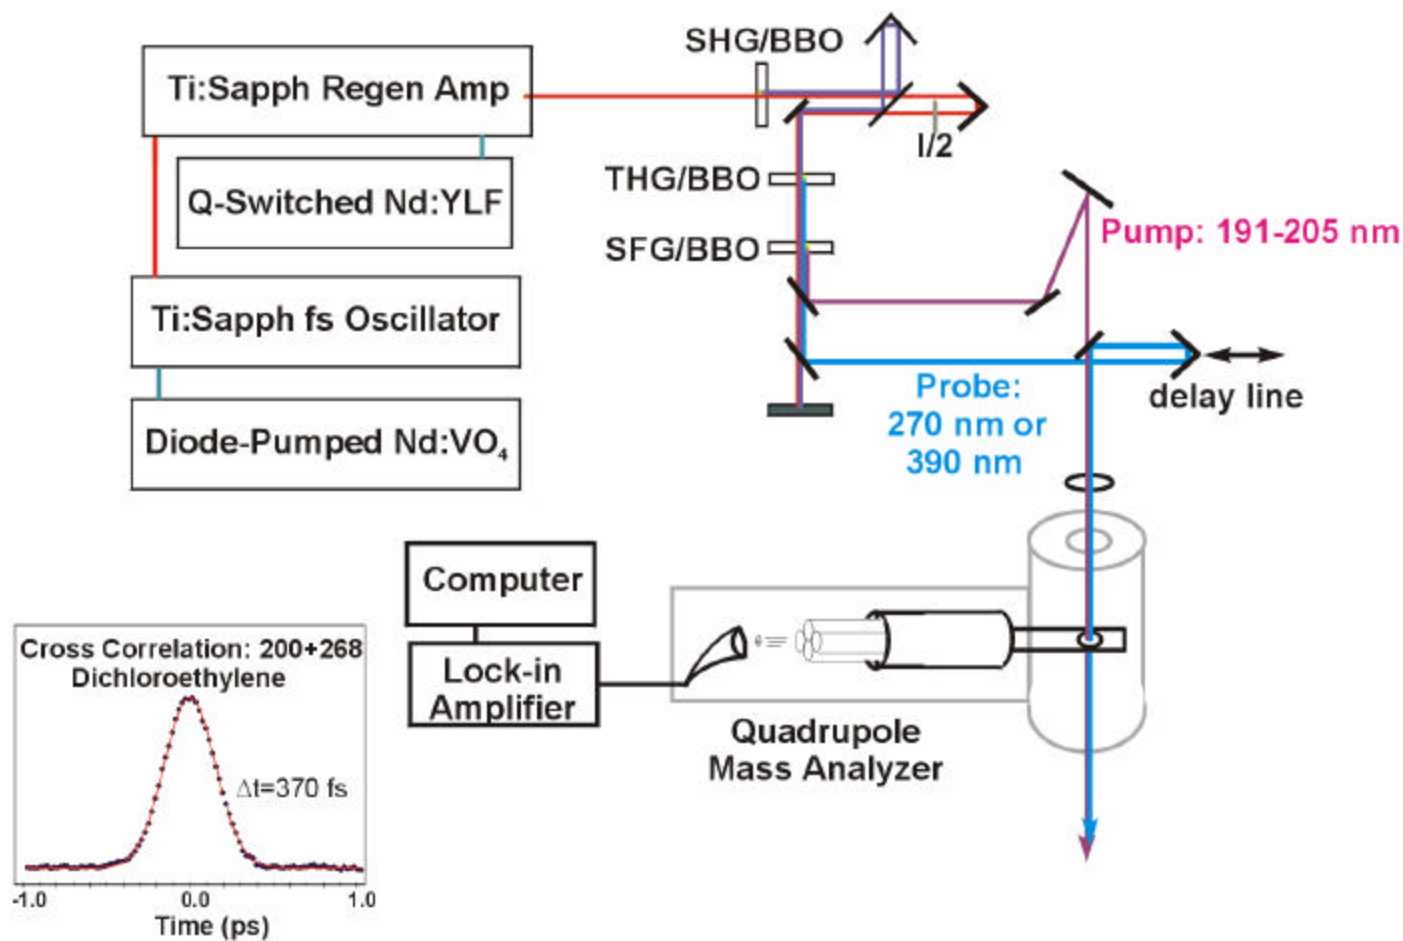 SHG/BBO
Ti:Sapph Regen Amp
l/2
THG/BBO
Q-Switched Nd:YLF
Pump: 191-205 nm
SFG/BBO
Ti:Sapph fs Oscillator
Probe:
270 nm or
390 nm
delay line
Diode-Pumped Nd:VO₄
Computer
Cross Correlation: 200+268
Dichloroethylene
Lock-in
Amplifier
Quadrupole
Mass Analyzer
Δt=370 fs
-1.0 0.0 1.0
Time (ps)